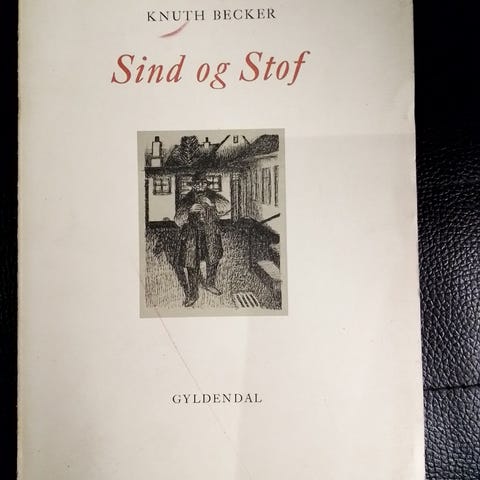 KNUTH BECKER
Sind og Stof
GYLDENDAL